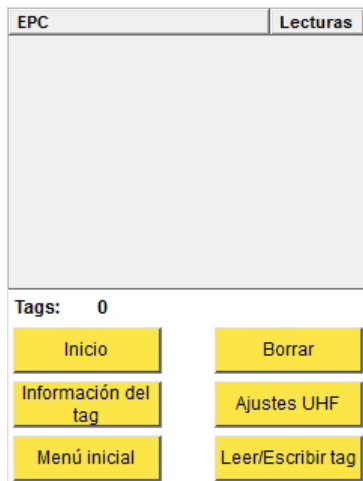 EPC Lecturas
Tags: 0
Inicio Borrar
Información del
tag
Ajustes UHF
Menú inicial Leer/Escribir tag